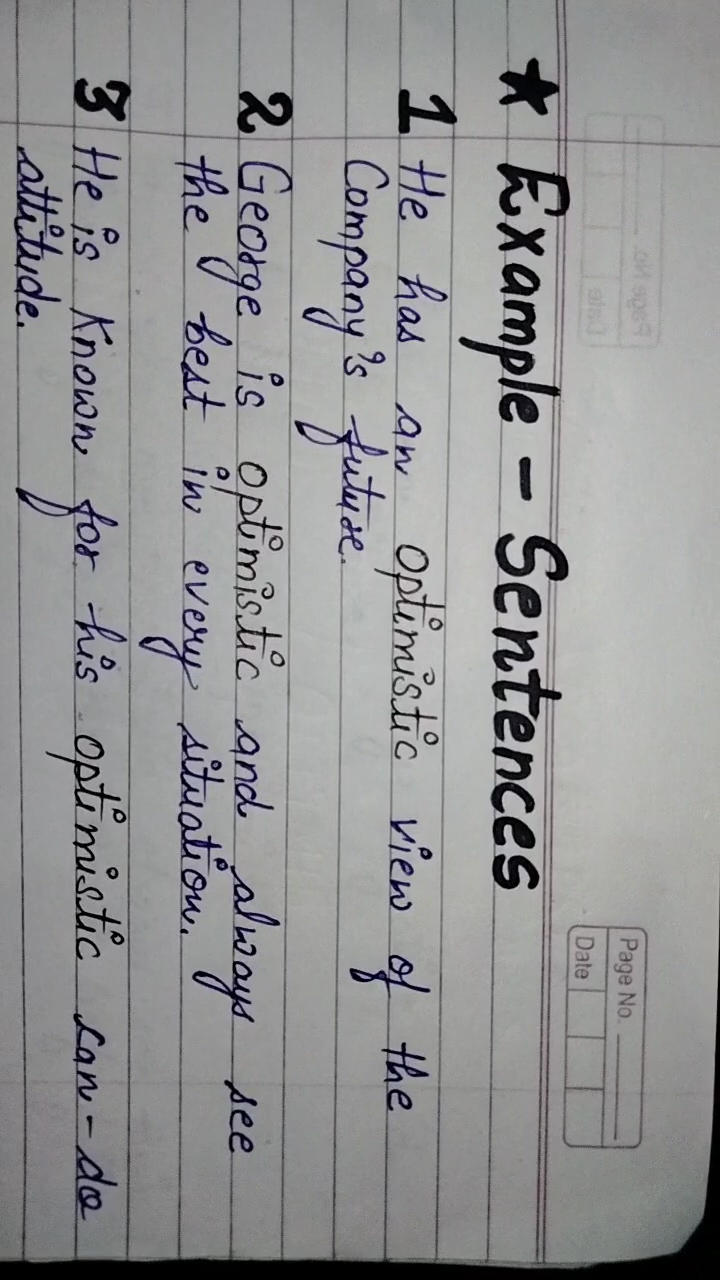 Page No.
Date
★ Example - Sentences
1 He has an optimistic view of the
Company's future.
2 George is optimistic and always see
the best in every situation.
3 He is Known for his optimistic can-do
attitude.